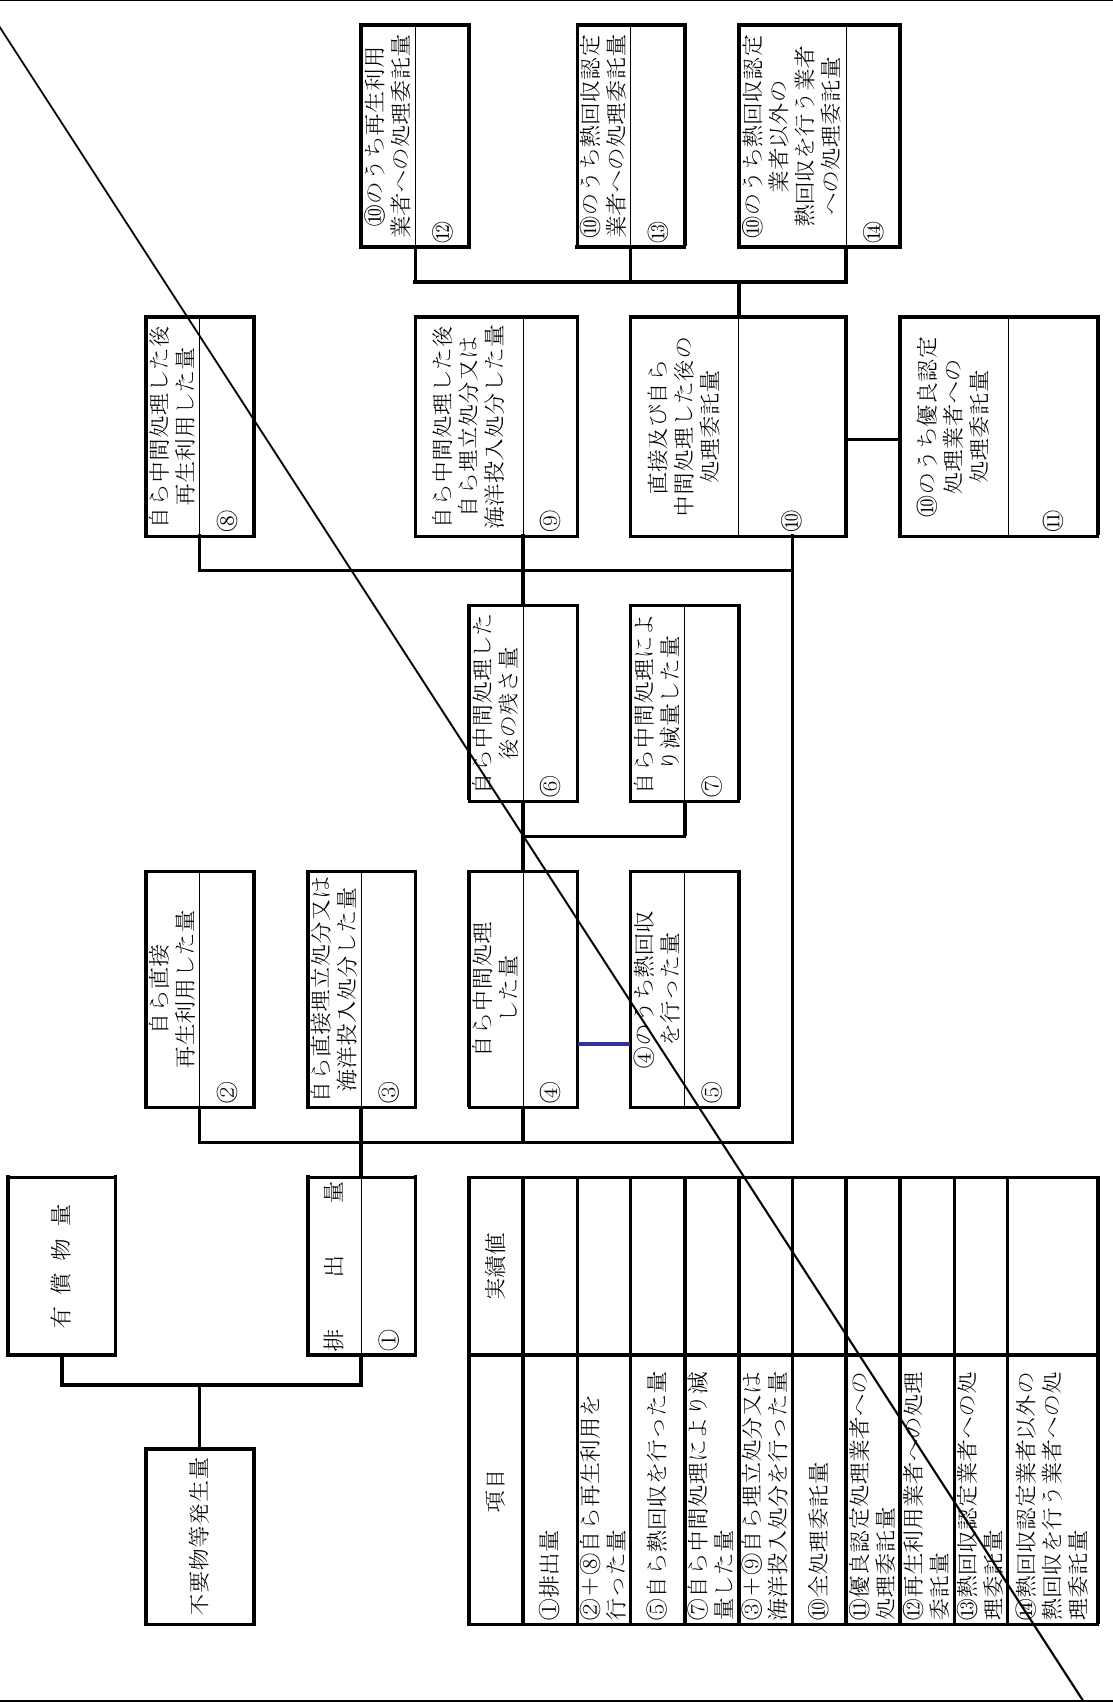 不要物等発生量
有償物量
排出量
①
自ら直接
再生利用した量
②
自ら直接埋立処分又は
海洋投入処分した量
③
自ら中間処理
した量
④
④のうち熱回収
を行った量
⑤
自ら中間処理した
後の残さ量
⑥
自ら中間処理によ
り減量した量
⑦
自ら中間処理した後
再生利用した量
⑧
自ら中間処理した後
自ら埋立処分又は
海洋投入処分した量
⑨
直接及び自ら
中間処理した後の
処理委託量
⑩
⑩のうち優良認定
処理業者への
処理委託量
⑪
⑩のうち再生利用
業者への処理委託量
⑫
⑩のうち熱回収認定
業者への処理委託量
⑬
⑩のうち熱回収認定
業者以外の
熱回収を行う業者
への処理委託量
⑭
項目
実績値
①排出量
②+⑧自ら再生利用を
行った量
⑤自ら熱回収を行った量
⑦自ら中間処理により減
量した量
③+⑨自ら埋立処分又は
海洋投入処分を行った量
⑩全処理委託量
⑪優良認定処理業者への
処理委託量
⑫再生利用業者への処理
委託量
⑬熱回収認定業者への処
理委託量
⑭熱回収認定業者以外の
熱回収を行う業者への処
理委託量